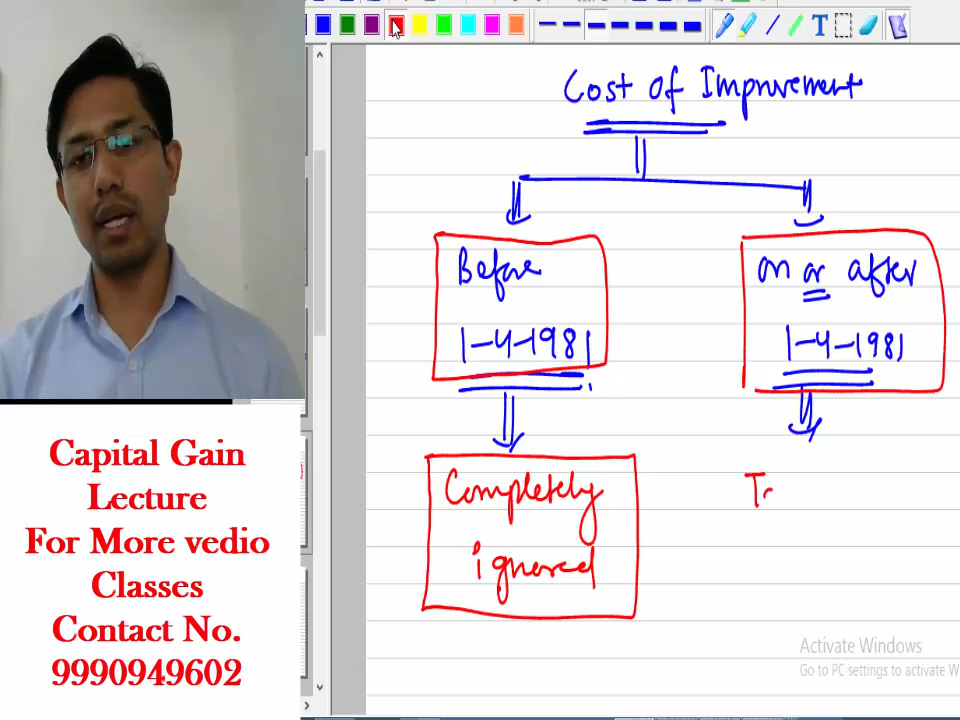 Cost of Improvement
Before
1-4-1981
on or after
1-4-1981
Completely
ignored
T
Capital Gain
Lecture
For More vedio
Classes
Contact No.
9990949602
Activate Windows
Go to PC settings to activate W